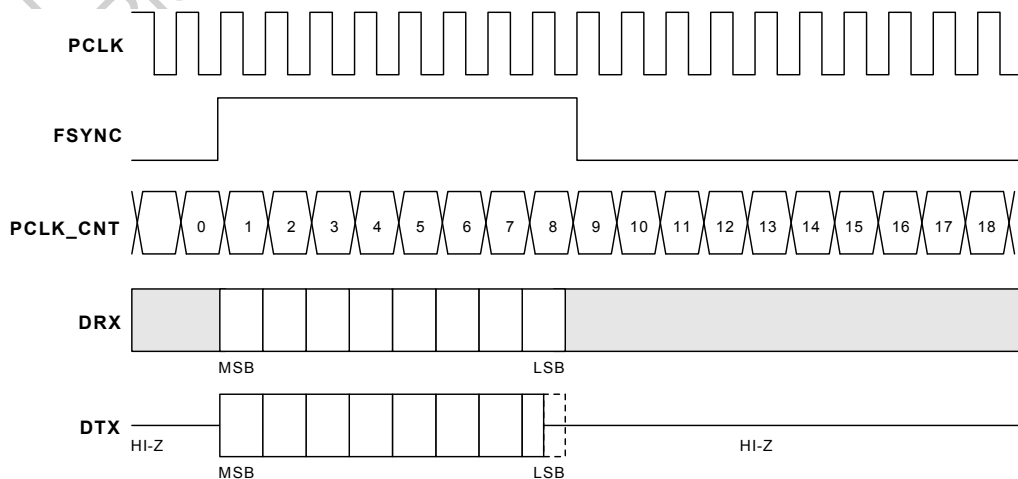 PCLK
FSYNC
PCLK_CNT 0 1 2 3 4 5 6 7 8 9 10 11 12 13 14 15 16 17 18
DRX
MSB LSB
DTX
HI-Z HI-Z
MSB LSB